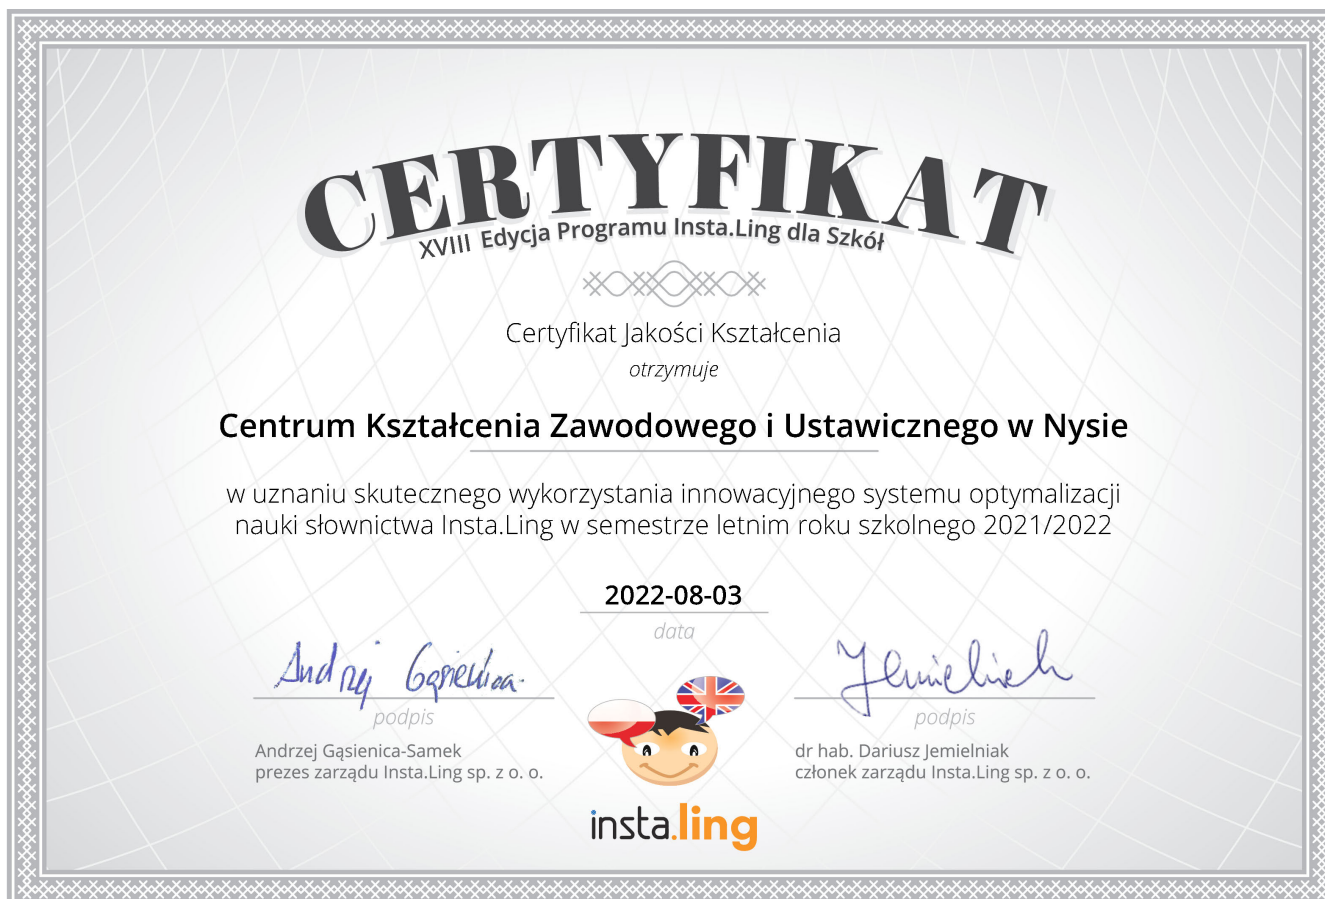 CERTYFIKAT
XVIII Edycja Programu Insta.Ling dla Szkół
Certyfikat Jakości Kształcenia
otrzymuje
Centrum Kształcenia Zawodowego i Ustawicznego w Nysie
w uznaniu skutecznego wykorzystania innowacyjnego systemu optymalizacji
nauki słownictwa Insta.Ling w semestrze letnim roku szkolnego 2021/2022
2022-08-03
data
Andrzej Gąsienica
podpis
Andrzej Gąsienica-Samek
prezes zarządu Insta.Ling sp. z o. o.
Jemielniak
podpis
dr hab. Dariusz Jemielniak
członek zarządu Insta.Ling sp. z o. o.
insta.ling